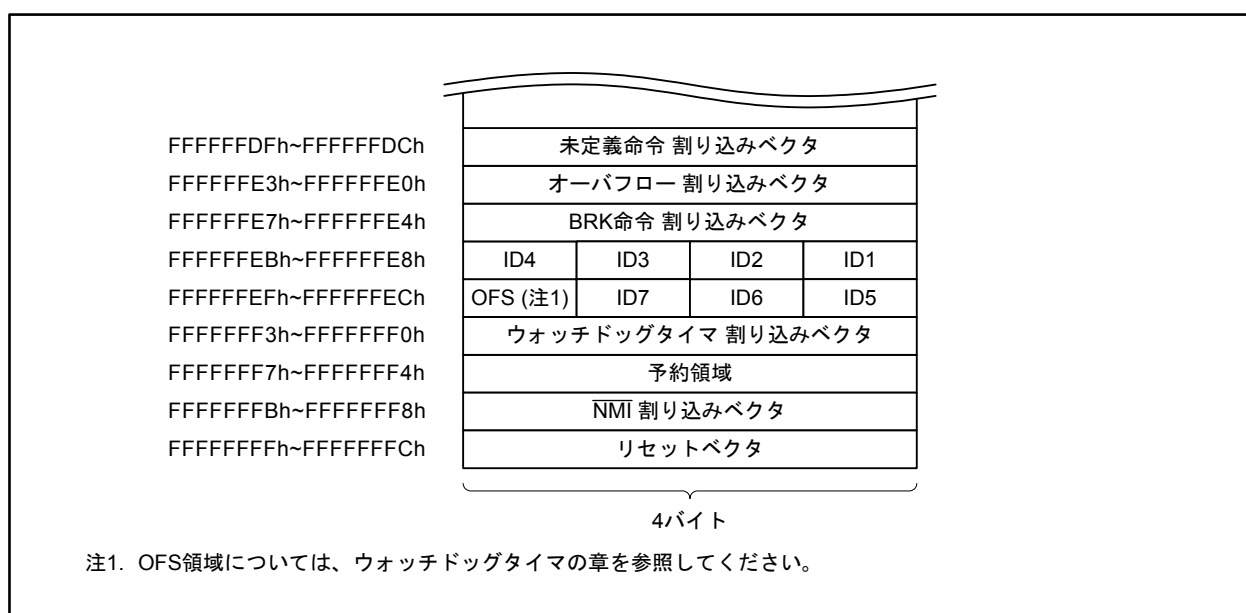 FFFFFFDFh~FFFFFFDCh 未定義命令 割り込みベクタ
FFFFFFE3h~FFFFFFE0h オーバフロー 割り込みベクタ
FFFFFFE7h~FFFFFFE4h BRK命令 割り込みベクタ
FFFFFFEBh~FFFFFFE8h ID4 ID3 ID2 ID1
FFFFFFEFh~FFFFFFECh OFS (注1) ID7 ID6 ID5
FFFFFFF3h~FFFFFFF0h ウォッチドッグタイマ 割り込みベクタ
FFFFFFF7h~FFFFFFF4h 予約領域
FFFFFFFBh~FFFFFFF8h NMI 割り込みベクタ
FFFFFFFFh~FFFFFFFCh リセットベクタ
4バイト
注1. OFS領域については、ウォッチドッグタイマの章を参照してください。